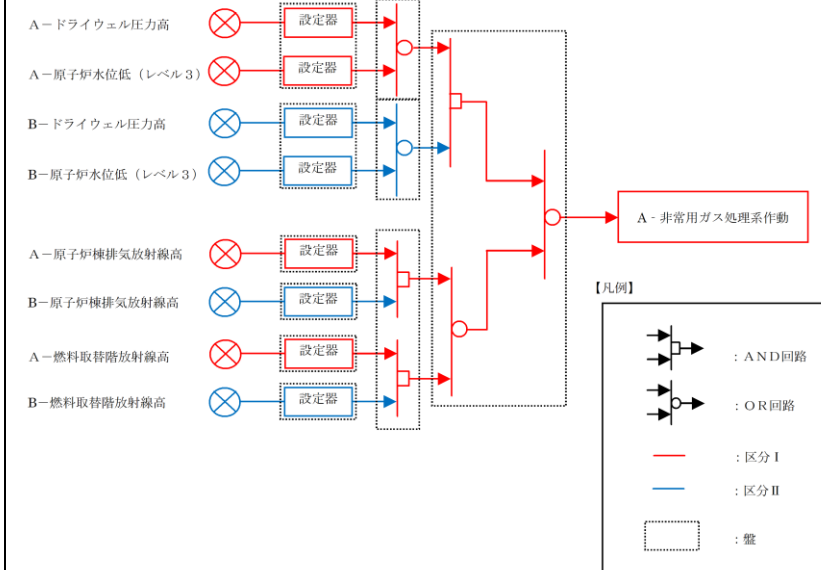 A－ドライウェル圧力高
設定器
A－原子炉水位低（レベル３）
設定器
B－ドライウェル圧力高
設定器
B－原子炉水位低（レベル３）
設定器
A－原子炉棟排気放射線高
設定器
B－原子炉棟排気放射線高
設定器
A－燃料取替階放射線高
設定器
B－燃料取替階放射線高
設定器
A‐非常用ガス処理系作動
【凡例】
：ＡＮＤ回路
：ＯＲ回路
：区分Ⅰ
：区分Ⅱ
：盤